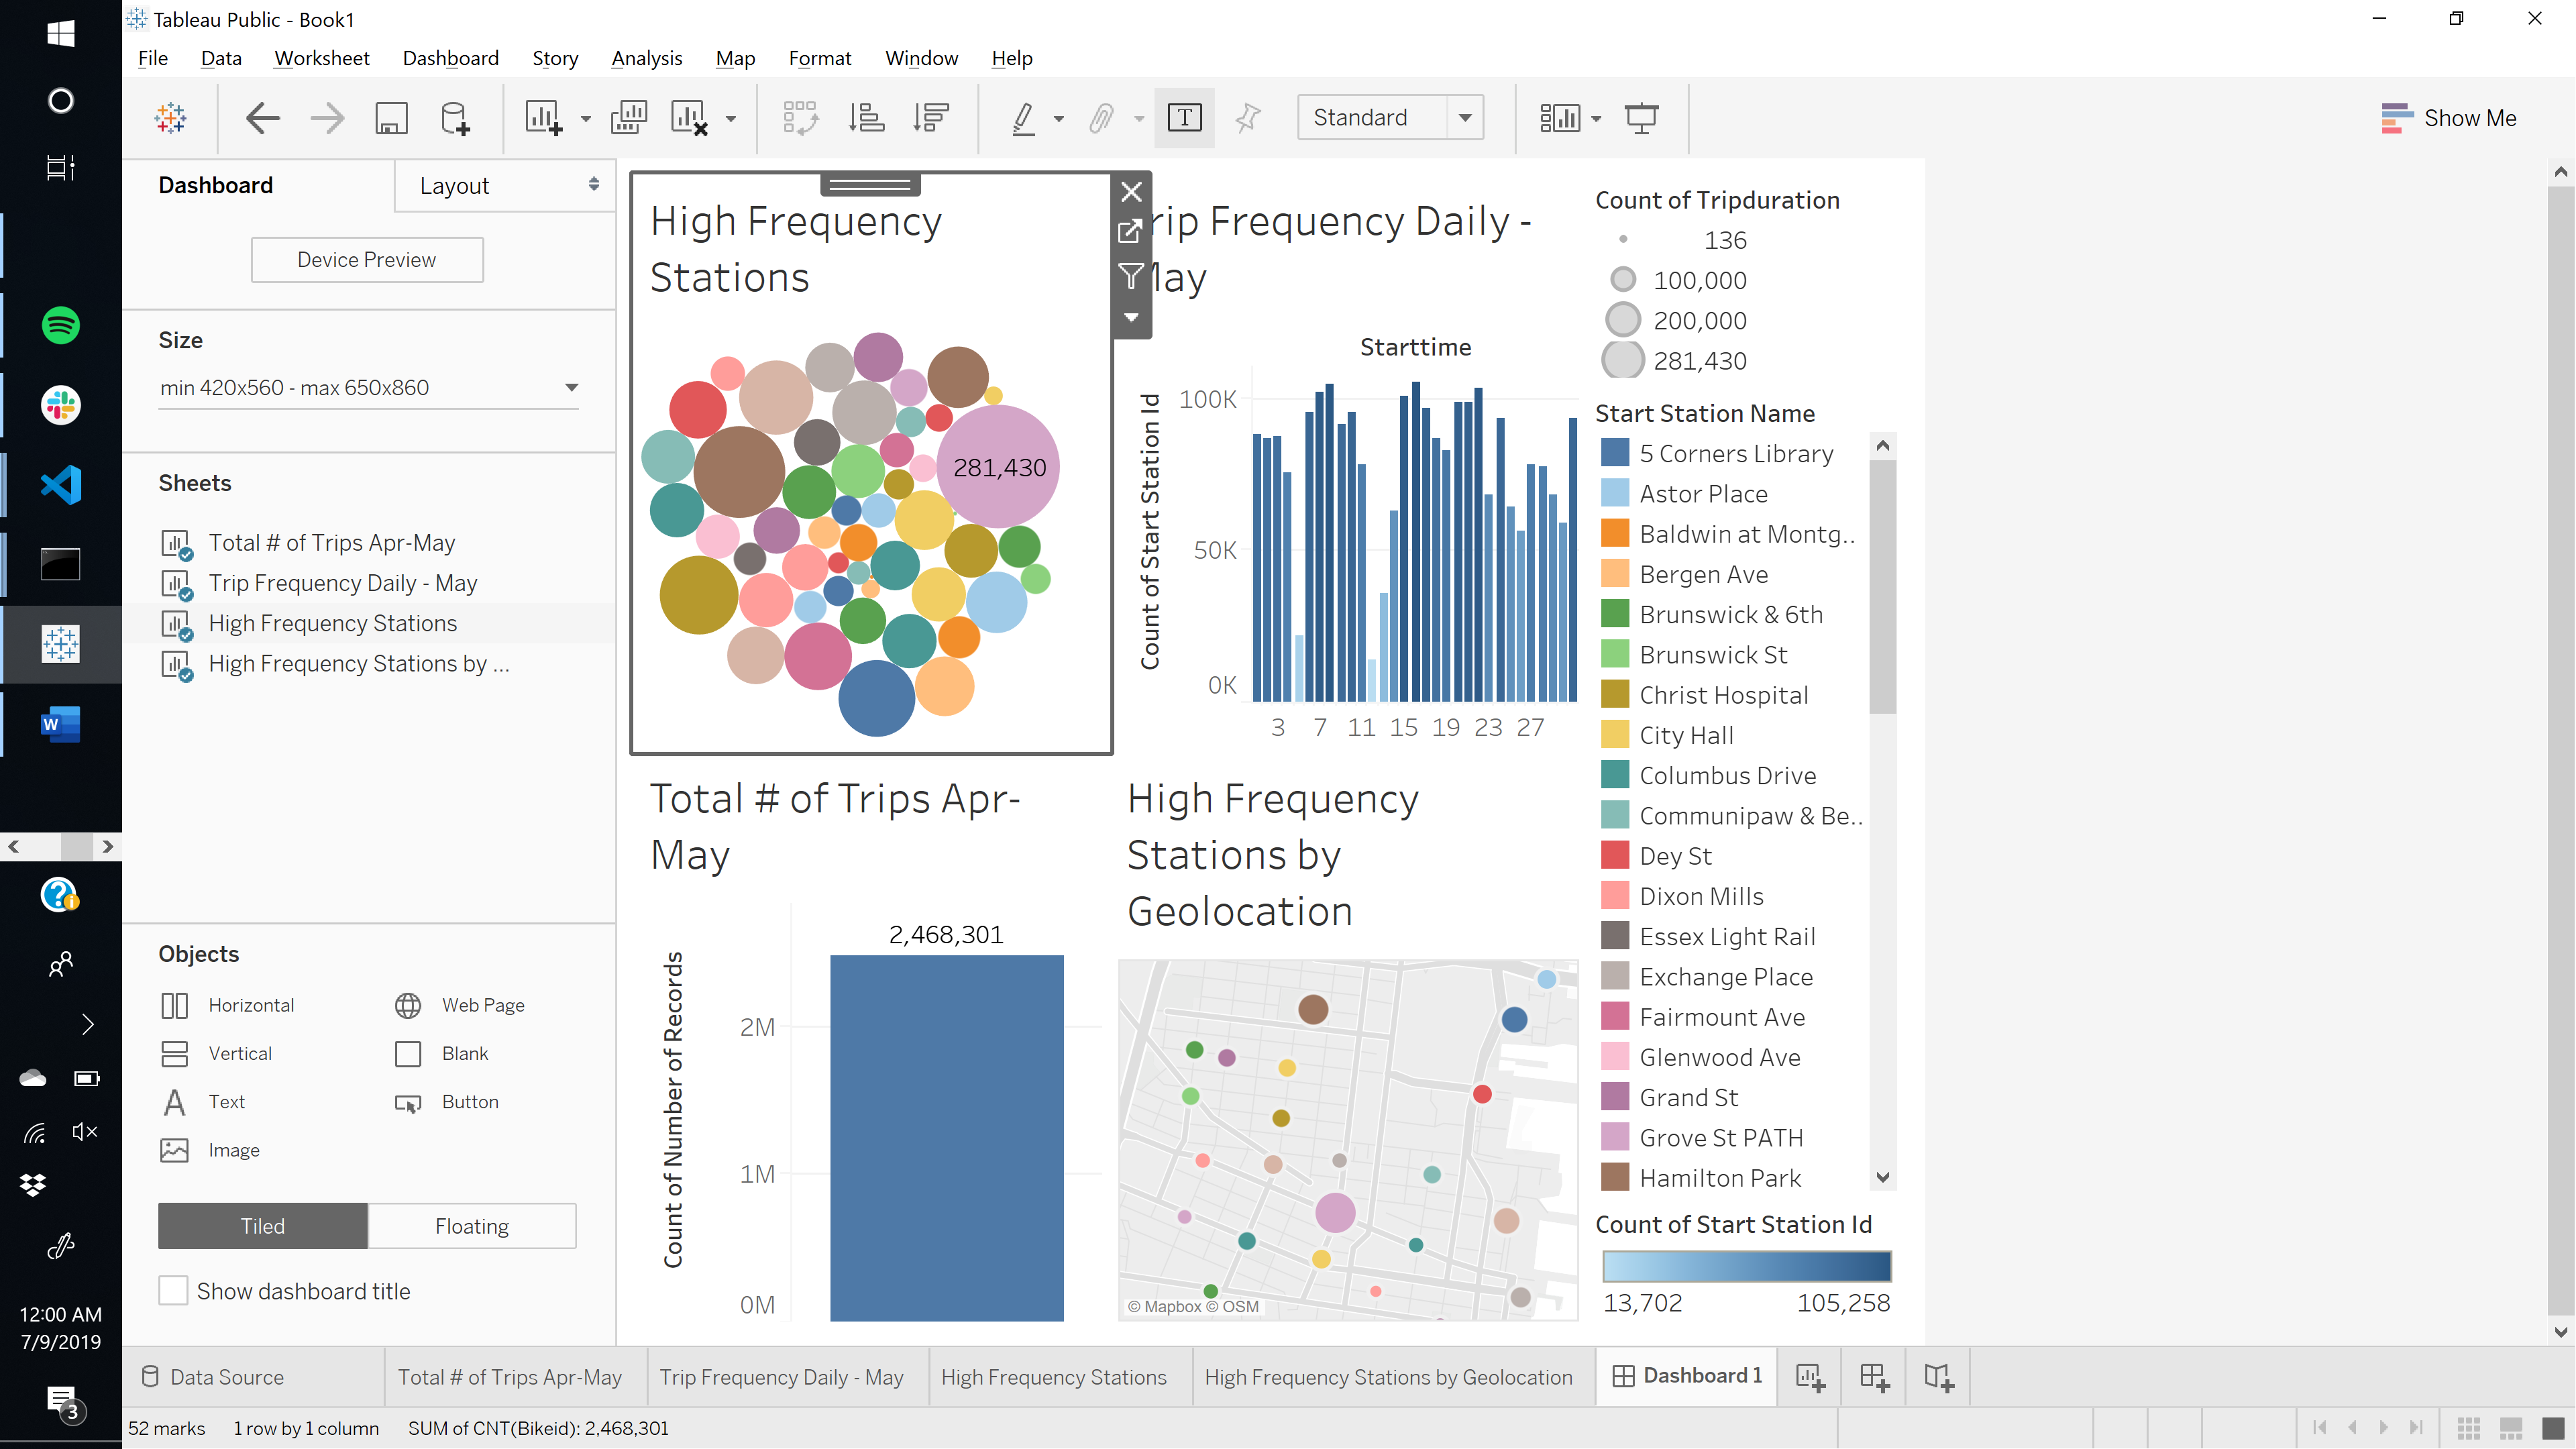 Tableau Public - Book1
File Data Worksheet Dashboard Story Analysis Map Format Window Help
T Standard Show Me
Dashboard Layout
Device Preview
Size
min 420x560 - max 650x860
Sheets
Total # of Trips Apr-May
Trip Frequency Daily - May
High Frequency Stations
High Frequency Stations by ...
Objects
Horizontal Web Page
Vertical Blank
Text Button
Image
Tiled Floating
Show dashboard title
High Frequency
Stations
281,430
rip Frequency Daily -
May
Starttime
Count of Start Station Id
100K
50K
0K
3 7 11 15 19 23 27
Total # of Trips Apr-
May
Count of Number of Records
2,468,301
2M
1M
0M
High Frequency
Stations by
Geolocation
© Mapbox © OSM
Count of Tripduration
136
100,000
200,000
281,430
Start Station Name
5 Corners Library
Astor Place
Baldwin at Montg..
Bergen Ave
Brunswick & 6th
Brunswick St
Christ Hospital
City Hall
Columbus Drive
Communipaw & Be..
Dey St
Dixon Mills
Essex Light Rail
Exchange Place
Fairmount Ave
Glenwood Ave
Grand St
Grove St PATH
Hamilton Park
Count of Start Station Id
13,702 105,258
Data Source Total # of Trips Apr-May Trip Frequency Daily - May High Frequency Stations High Frequency Stations by Geolocation Dashboard 1
52 marks 1 row by 1 column SUM of CNT(Bikeid): 2,468,301
W
12:00 AM
7/9/2019
3